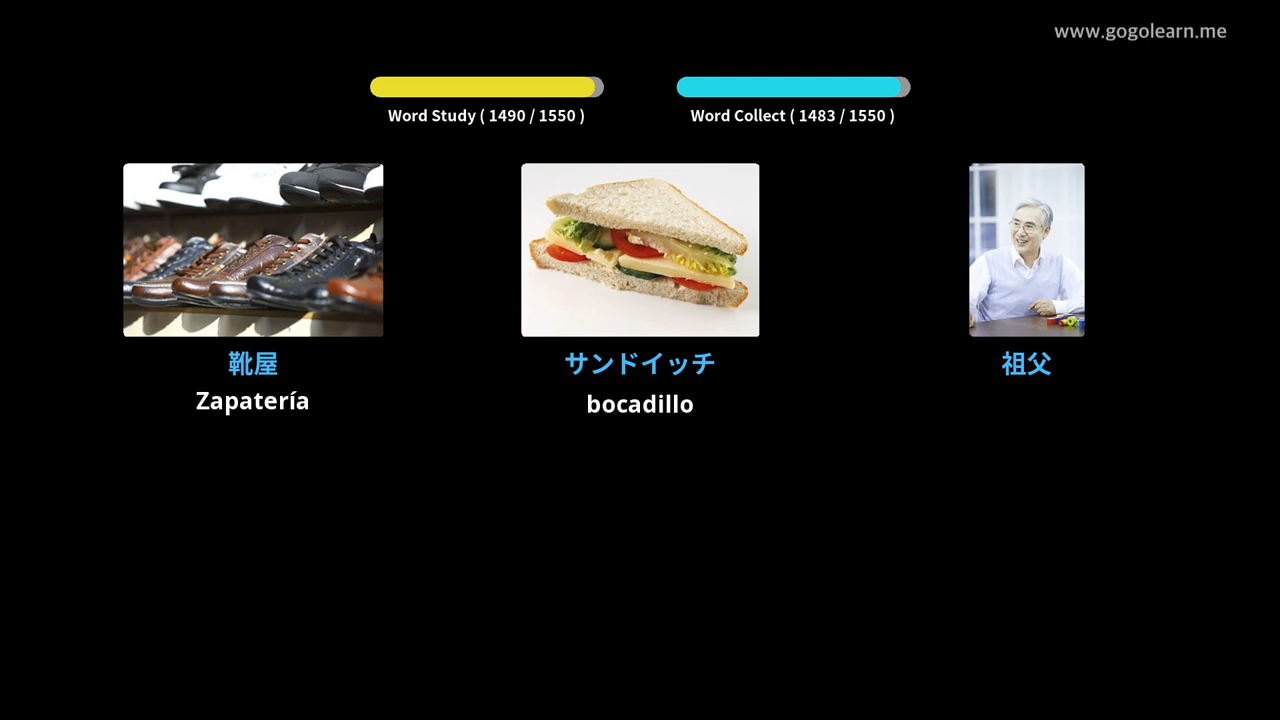 www.gogolearn.me
Word Study ( 1490 / 1550 )
Word Collect ( 1483 / 1550 )
靴屋
Zapatería
サンドイッチ
bocadillo
祖父